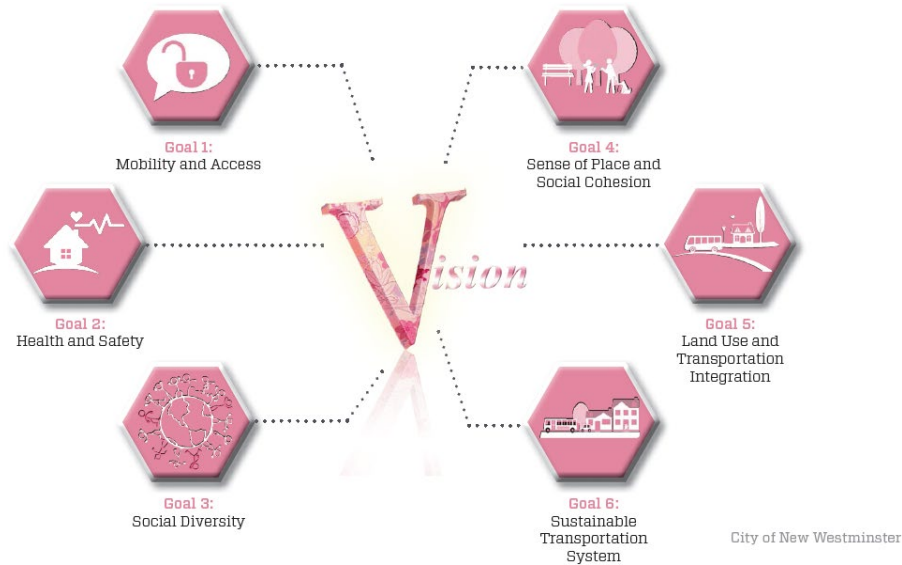 Goal 1:
Mobility and Access
Goal 4:
Sense of Place and
Social Cohesion
Vision
Goal 2:
Health and Safety
Goal 5:
Land Use and
Transportation
Integration
Goal 3:
Social Diversity
Goal 6:
Sustainable
Transportation
System
City of New Westminster